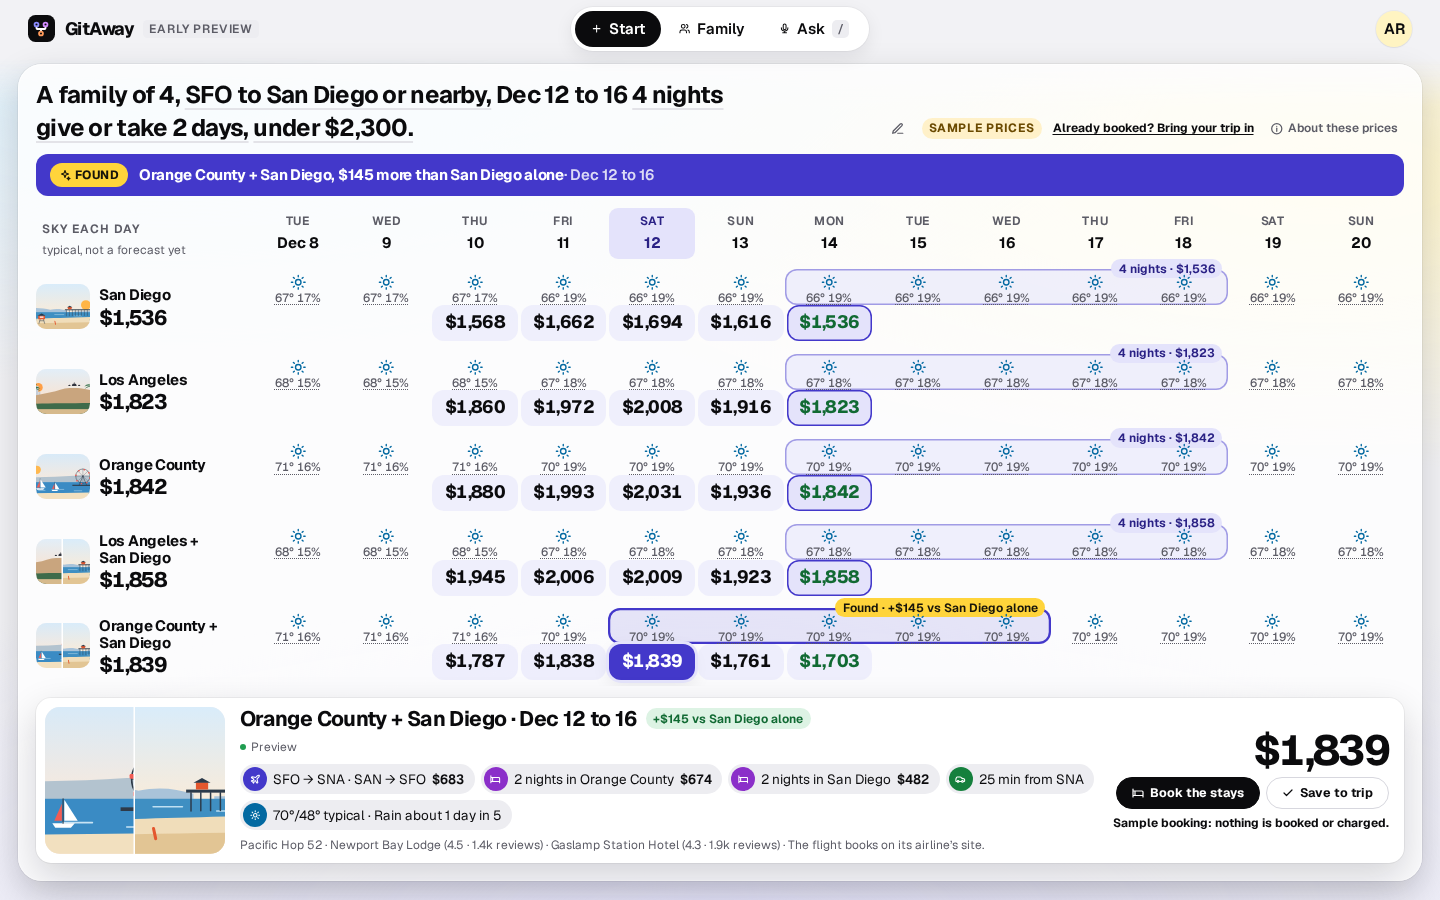 GitAway EARLY PREVIEW
Start
Family
Ask /
AR
A family of 4, SFO to San Diego or nearby, Dec 12 to 16 4 nights
give or take 2 days, under $2,300.
SAMPLE PRICES Already booked? Bring your trip in About these prices
FOUND Orange County + San Diego, $145 more than San Diego alone · Dec 12 to 16
SKY EACH DAY
typical, not a forecast yet
TUE WED THU FRI SAT SUN MON TUE WED THU FRI SAT SUN
Dec 8 9 10 11 12 13 14 15 16 17 18 19 20
4 nights · $1,536
San Diego
$1,536
67° 17% 67° 17% 67° 17% 66° 19% 66° 19% 66° 19% 66° 19% 66° 19% 66° 19% 66° 19% 66° 19% 66° 19% 66° 19%
$1,568 $1,662 $1,694 $1,616 $1,536
4 nights · $1,823
Los Angeles
$1,823
68° 15% 68° 15% 68° 15% 67° 18% 67° 18% 67° 18% 67° 18% 67° 18% 67° 18% 67° 18% 67° 18% 67° 18% 67° 18%
$1,860 $1,972 $2,008 $1,916 $1,823
4 nights · $1,842
Orange County
$1,842
71° 16% 71° 16% 71° 16% 70° 19% 70° 19% 70° 19% 70° 19% 70° 19% 70° 19% 70° 19% 70° 19% 70° 19% 70° 19%
$1,880 $1,993 $2,031 $1,936 $1,842
4 nights · $1,858
Los Angeles +
San Diego
$1,858
68° 15% 68° 15% 68° 15% 67° 18% 67° 18% 67° 18% 67° 18% 67° 18% 67° 18% 67° 18% 67° 18% 67° 18% 67° 18%
$1,945 $2,006 $2,009 $1,923 $1,858
Found · +$145 vs San Diego alone
Orange County +
San Diego
$1,839
71° 16% 71° 16% 71° 16% 70° 19% 70° 19% 70° 19% 70° 19% 70° 19% 70° 19% 70° 19% 70° 19% 70° 19% 70° 19%
$1,787 $1,838 $1,839 $1,761 $1,703
Orange County + San Diego · Dec 12 to 16 +$145 vs San Diego alone
Preview
SFO → SNA · SAN → SFO $683
2 nights in Orange County $674
2 nights in San Diego $482
25 min from SNA
70°/48° typical · Rain about 1 day in 5
Pacific Hop 52 · Newport Bay Lodge (4.5 · 1.4k reviews) · Gaslamp Station Hotel (4.3 · 1.9k reviews) · The flight books on its airline's site.
$1,839
Book the stays
Save to trip
Sample booking: nothing is booked or charged.